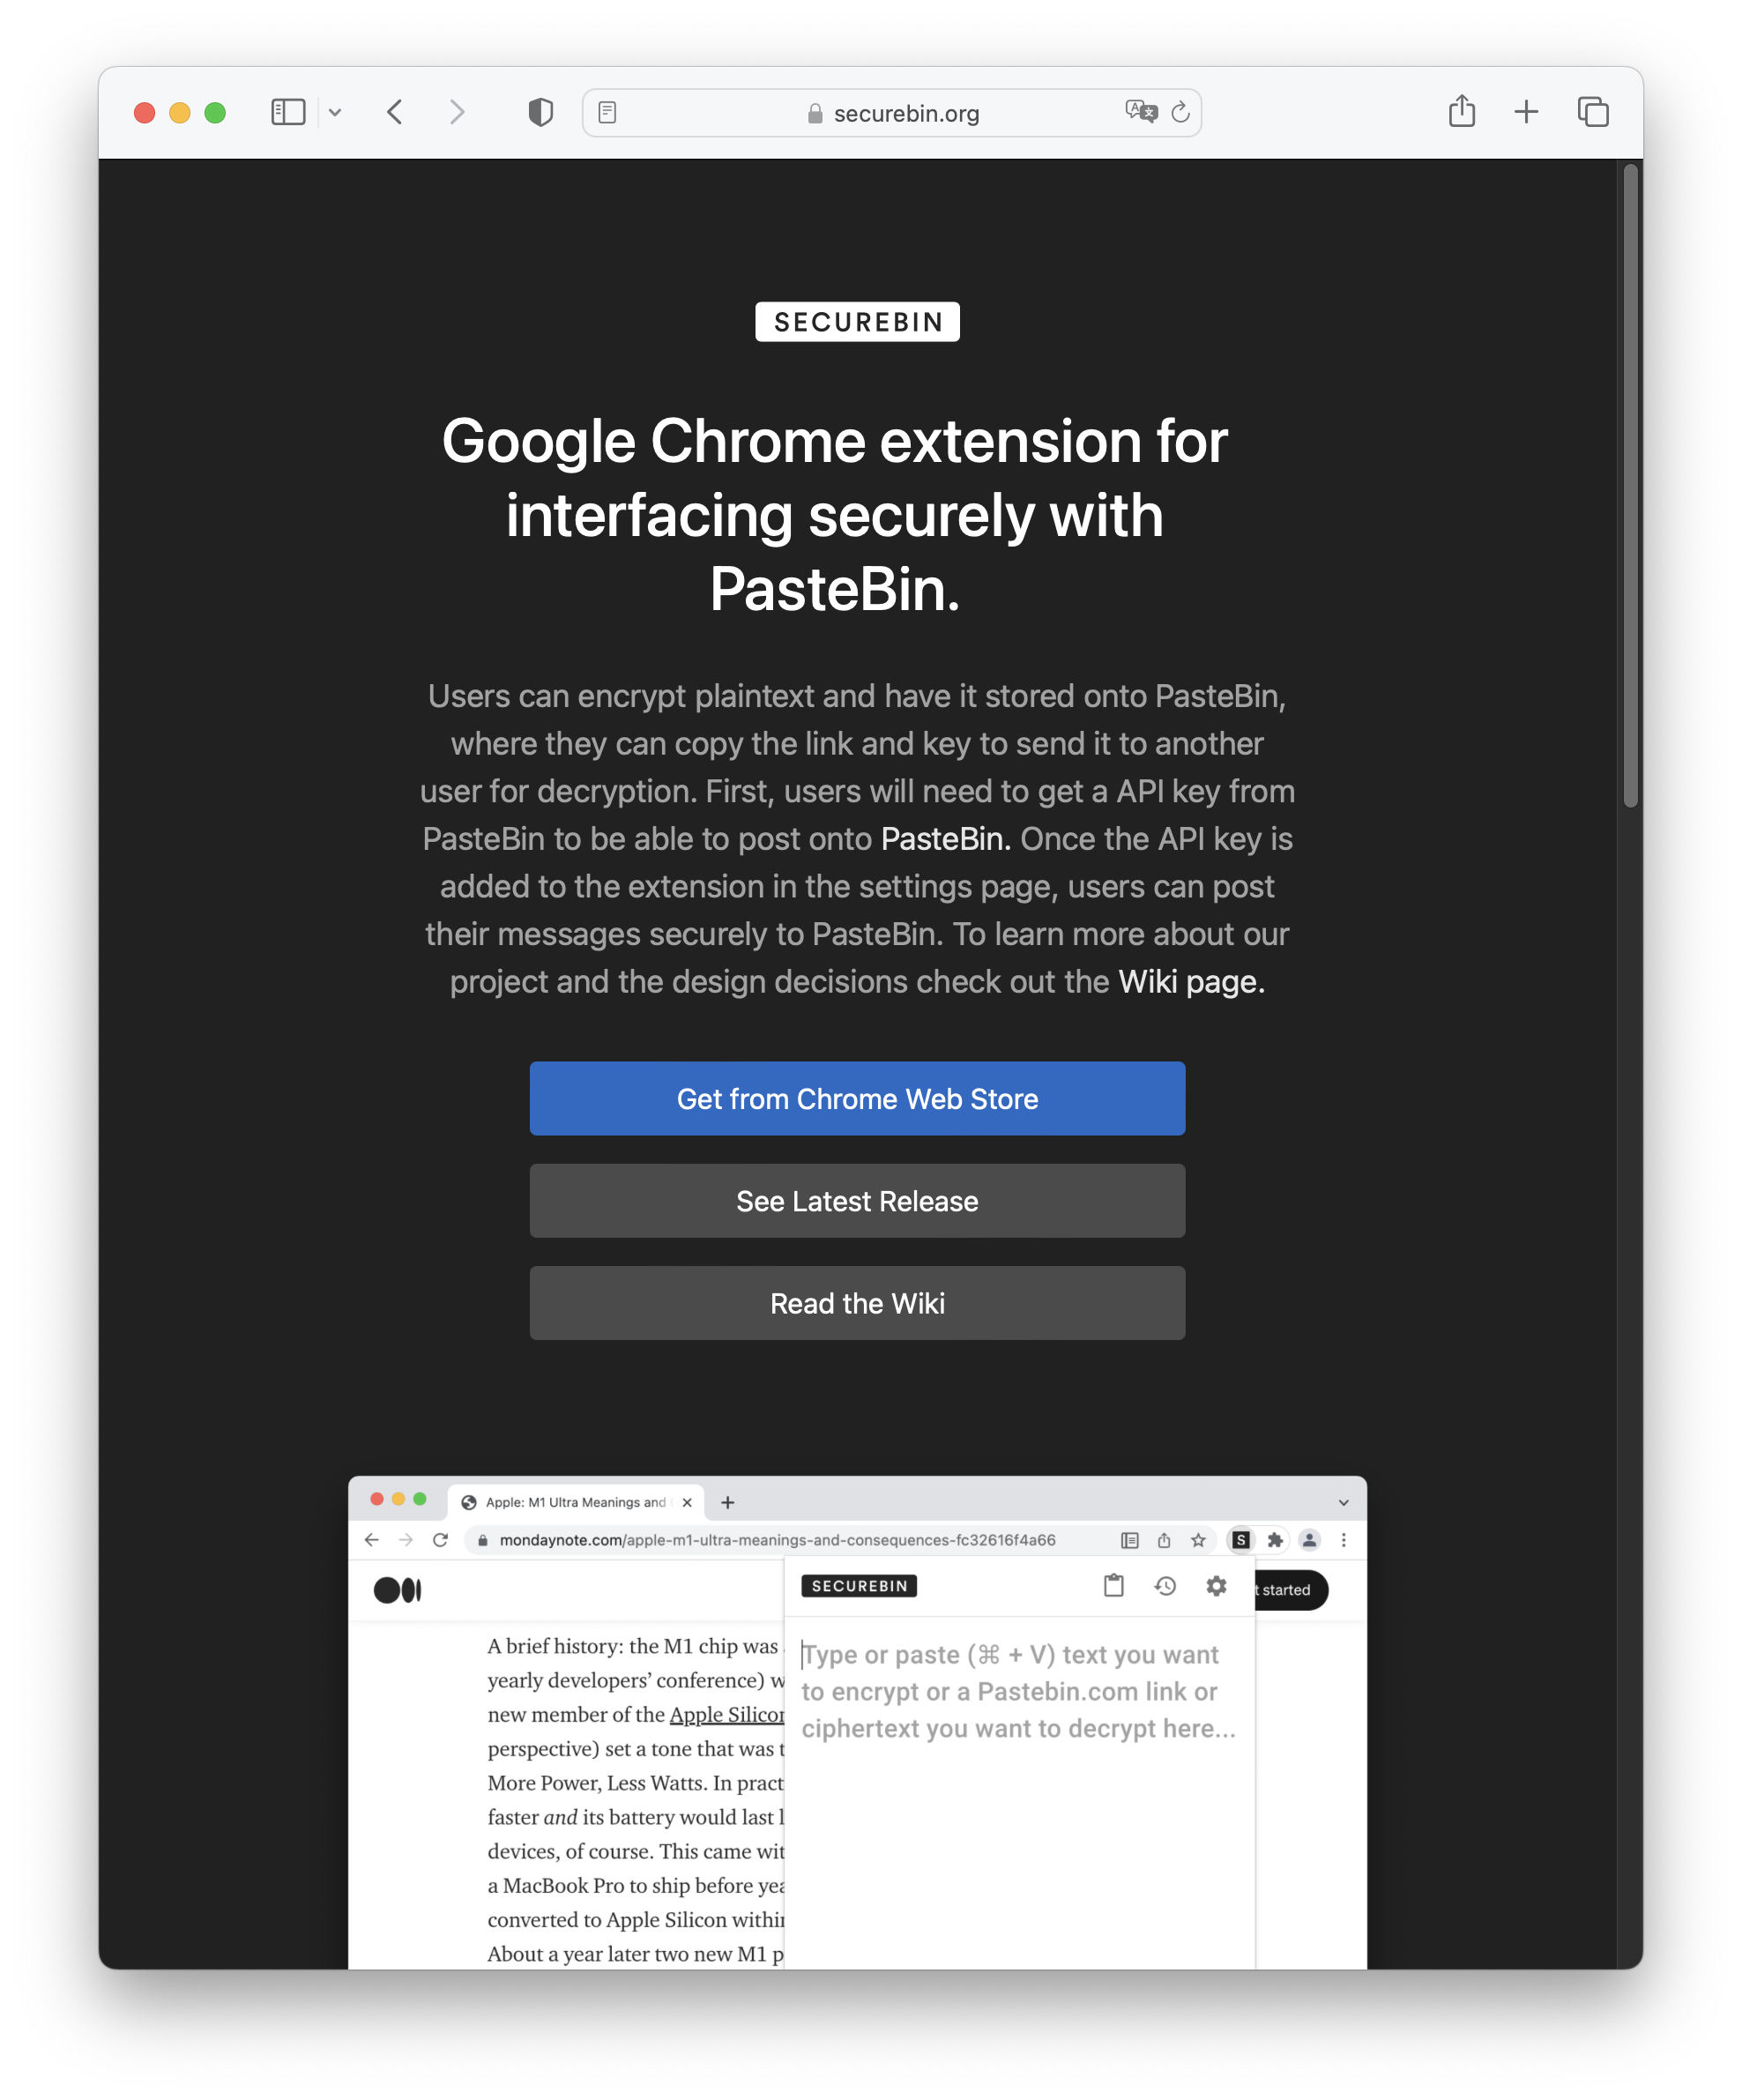 securebin.org
SECUREBIN
Google Chrome extension for
interfacing securely with
PasteBin.
Users can encrypt plaintext and have it stored onto PasteBin,
where they can copy the link and key to send it to another
user for decryption. First, users will need to get a API key from
PasteBin to be able to post onto PasteBin. Once the API key is
added to the extension in the settings page, users can post
their messages securely to PasteBin. To learn more about our
project and the design decisions check out the Wiki page.
Get from Chrome Web Store
See Latest Release
Read the Wiki
Apple: M1 Ultra Meanings and
mondaynote.com/apple-m1-ultra-meanings-and-consequences-fc32616f4a66
S
SECUREBIN
t started
Type or paste (⌘ + V) text you want
to encrypt or a Pastebin.com link or
ciphertext you want to decrypt here...
A brief history: the M1 chip was
yearly developers’ conference) w
new member of the Apple Silicon
perspective) set a tone that was t
More Power, Less Watts. In pract
faster and its battery would last l
devices, of course. This came wit
a MacBook Pro to ship before yea
converted to Apple Silicon within
About a year later two new M1 p